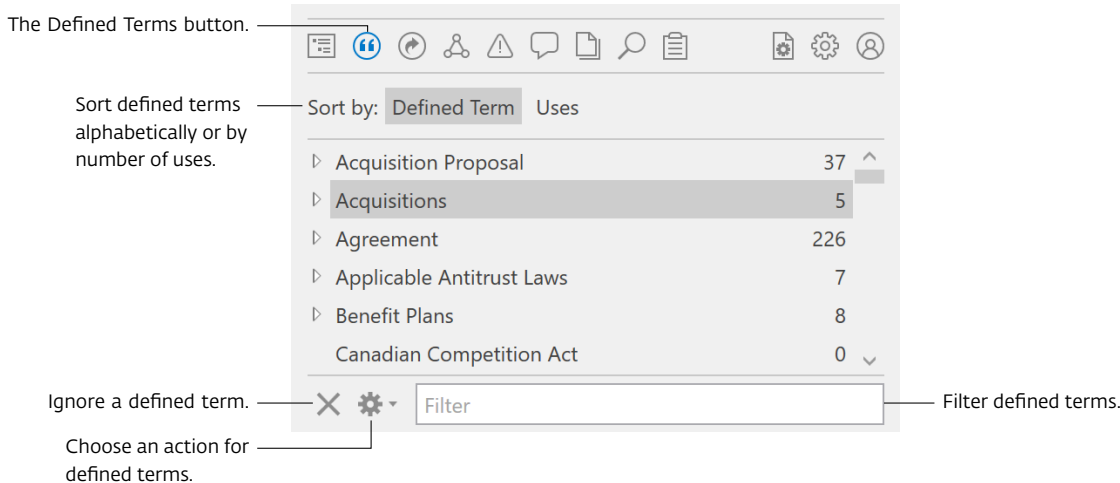 The Defined Terms button.
Sort defined terms
alphabetically or by
number of uses.
Sort by: Defined Term Uses
Acquisition Proposal 37
Acquisitions 5
Agreement 226
Applicable Antitrust Laws 7
Benefit Plans 8
Canadian Competition Act 0
Ignore a defined term.
Filter
Filter defined terms.
Choose an action for
defined terms.